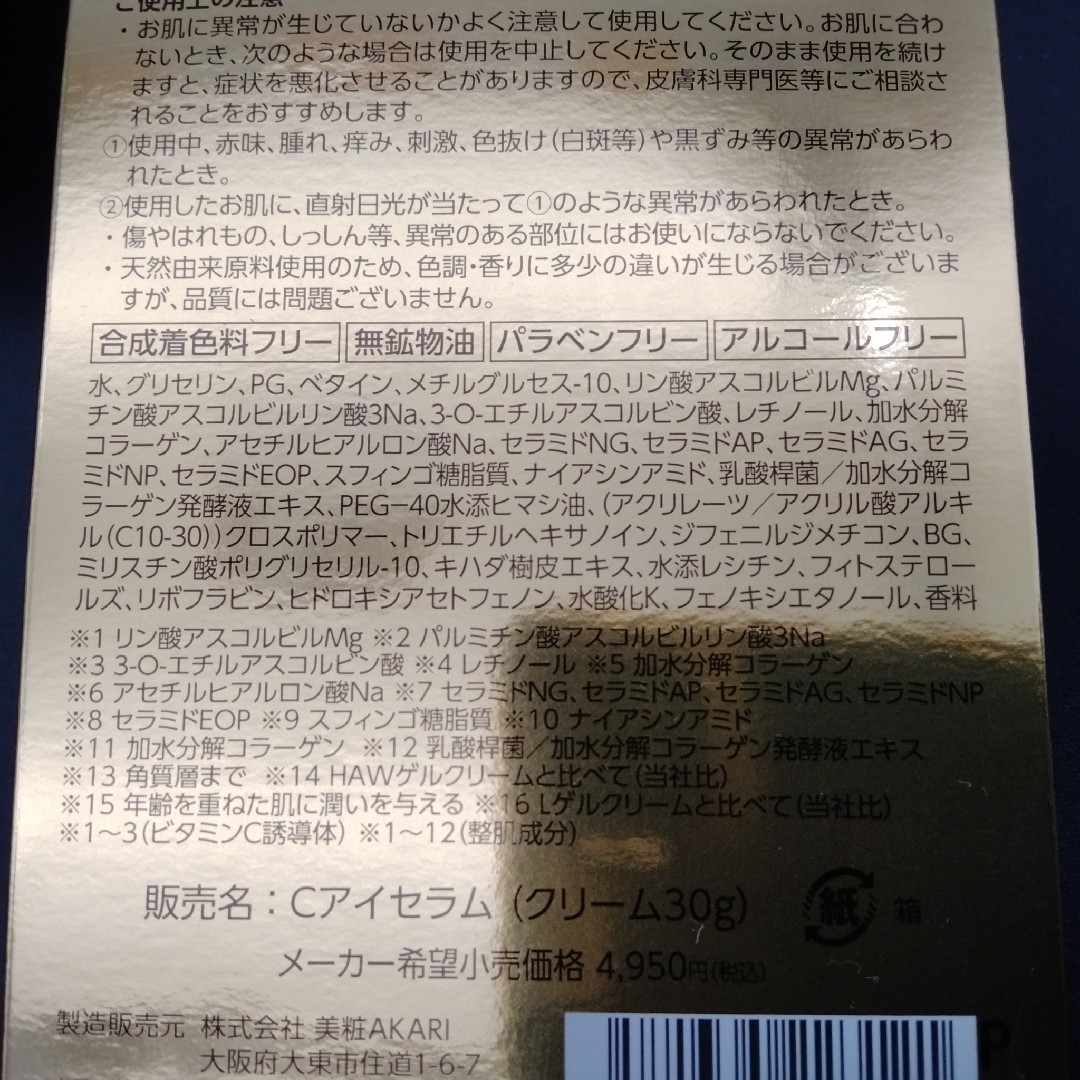 ご使用上の注意
・お肌に異常が生じていないかよく注意して使用してください。お肌に合わ
ないとき、次のような場合は使用を中止してください。そのまま使用を続け
ますと、症状を悪化させることがありますので、皮膚科専門医等にご相談さ
れることをおすすめします。
①使用中、赤味、腫れ、痒み、刺激、色抜け(白斑等)や黒ずみ等の異常があらわ
れたとき。
②使用したお肌に、直射日光が当たって①のような異常があらわれたとき。
・傷やはれもの、しっしん等、異常のある部位にはお使いにならないでください。
・天然由来原料使用のため、色調・香りに多少の違いが生じる場合がございま
すが、品質には問題ございません。
合成着色料フリー 無鉱物油 パラベンフリー アルコールフリー
水、グリセリン、PG、ベタイン、メチルグルセス-10、リン酸アスコルビルMg、パルミ
チン酸アスコルビルリン酸3Na、3-O-エチルアスコルビン酸、レチノール、加水分解
コラーゲン、アセチルヒアルロン酸Na、セラミドNG、セラミドAP、セラミドAG、セラ
ミドNP、セラミドEOP、スフィンゴ糖脂質、ナイアシンアミド、乳酸桿菌／加水分解コ
ラーゲン発酵液エキス、PEG－40水添ヒマシ油、(アクリレーツ／アクリル酸アルキ
ル(C10-30))クロスポリマー、トリエチルヘキサノイン、ジフェニルジメチコン、BG、
ミリスチン酸ポリグリセリル-10、キハダ樹皮エキス、水添レシチン、フィトステロー
ルズ、リボフラビン、ヒドロキシアセトフェノン、水酸化K、フェノキシエタノール、香料
※1 リン酸アスコルビルMg ※2 パルミチン酸アスコルビルリン酸3Na
※3 3-O-エチルアスコルビン酸 ※4 レチノール ※5 加水分解コラーゲン
※6 アセチルヒアルロン酸Na ※7 セラミドNG、セラミドAP、セラミドAG、セラミドNP
※8 セラミドEOP ※9 スフィンゴ糖脂質 ※10 ナイアシンアミド
※11 加水分解コラーゲン ※12 乳酸桿菌／加水分解コラーゲン発酵液エキス
※13 角質層まで ※14 HAWゲルクリームと比べて(当社比)
※15 年齢を重ねた肌に潤いを与える ※16 Lゲルクリームと比べて(当社比)
※1〜3(ビタミンC誘導体) ※1〜12(整肌成分)
販売名：Cアイセラム (クリーム30g)
紙 箱
メーカー希望小売価格 4,950円(税込)
製造販売元 株式会社 美粧AKARI
大阪府大東市住道1-6-7
P